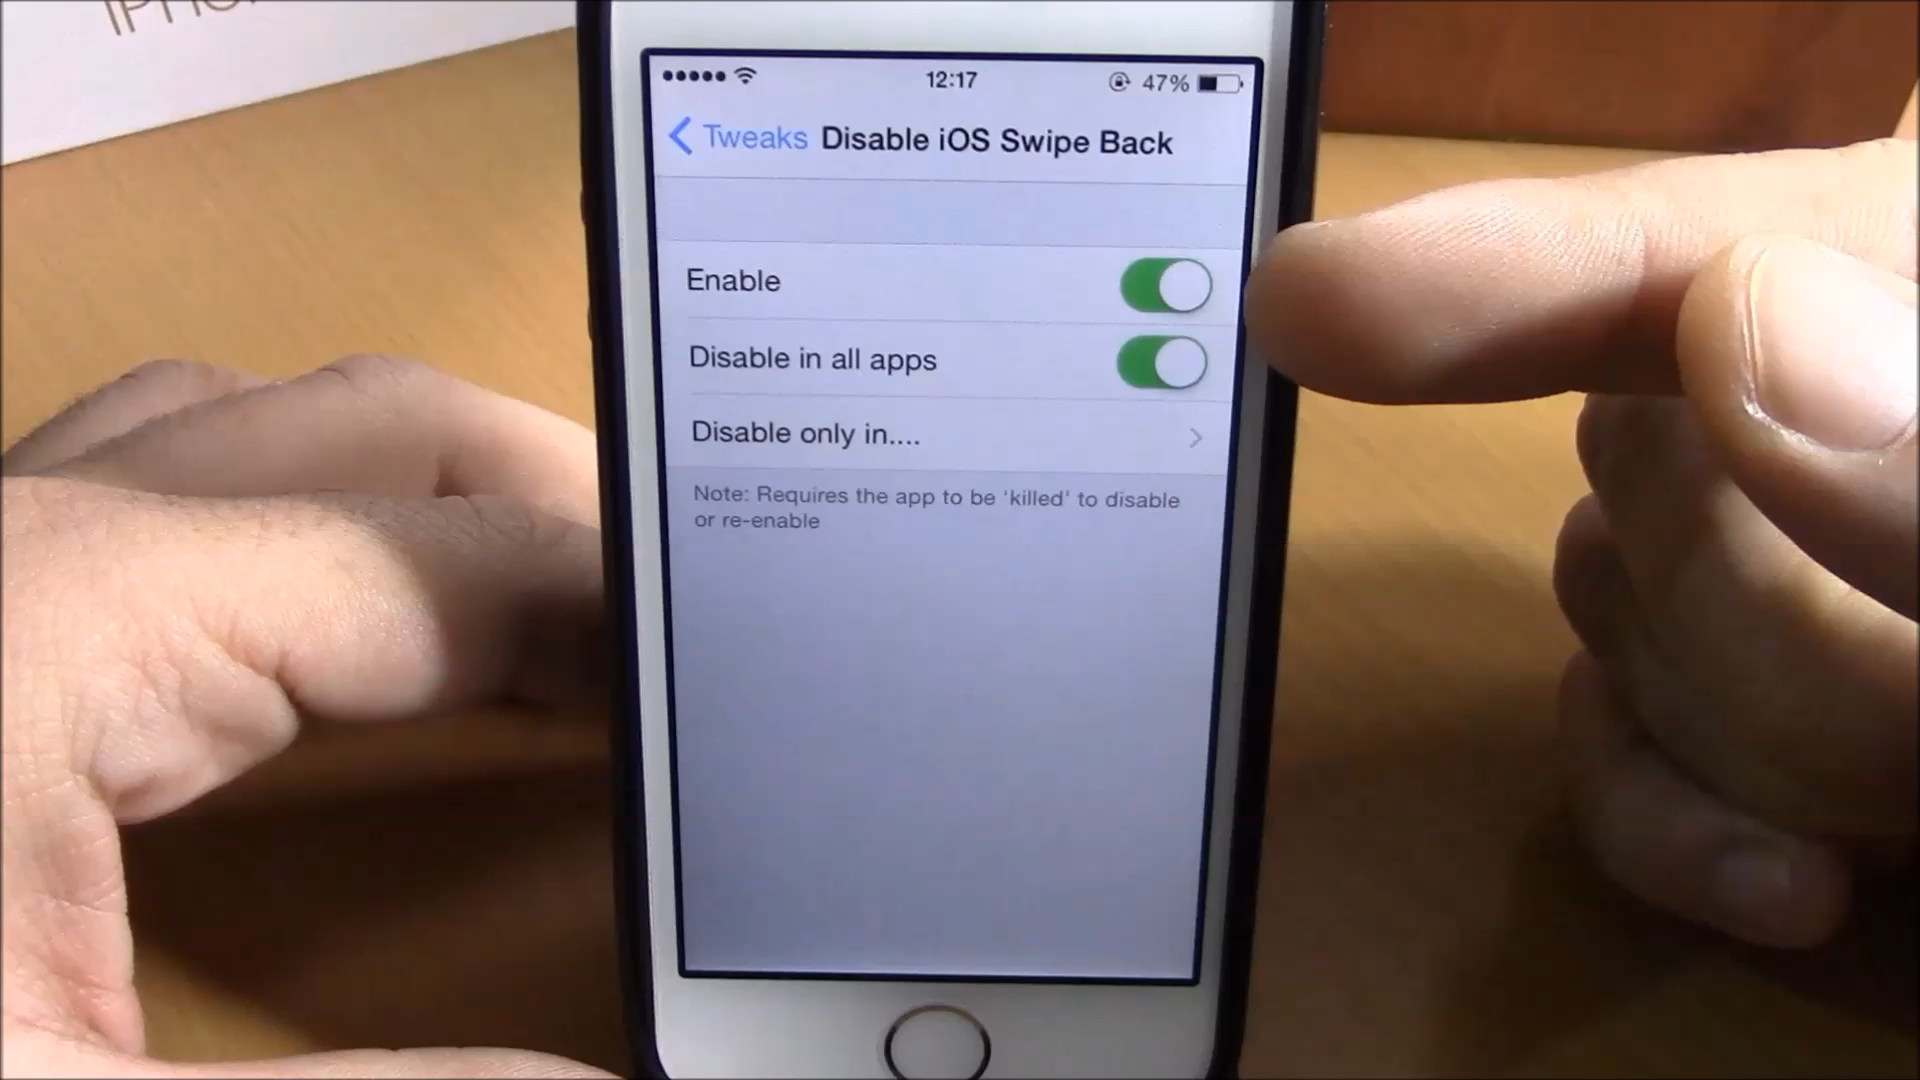 IPHO
12:17
47%
Tweaks Disable iOS Swipe Back
Enable
Disable in all apps
Disable only in....
Note: Requires the app to be 'killed' to disable
or re-enable